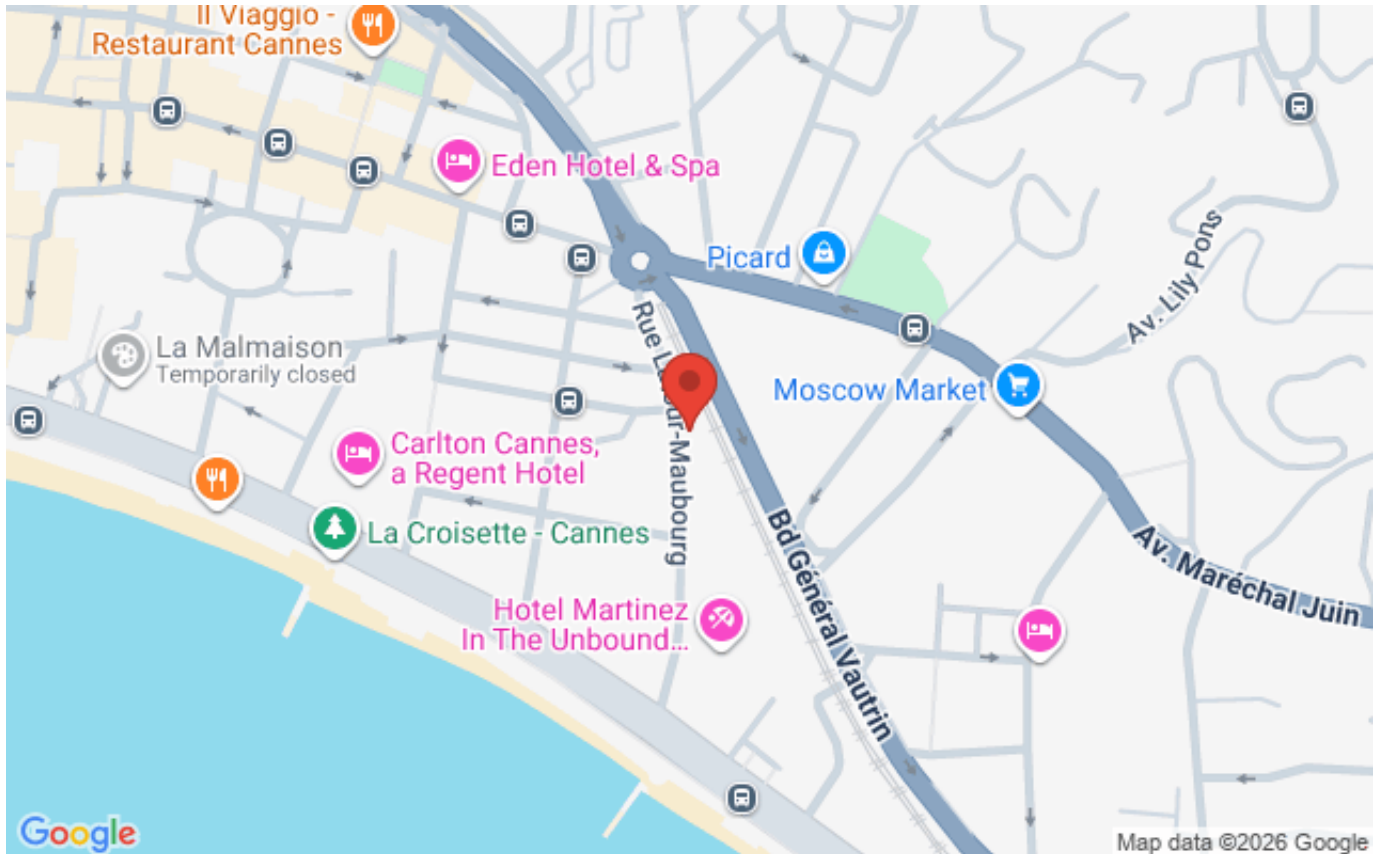 Il Viaggio -
Restaurant Cannes
Eden Hotel & Spa
Picard
Av. Lily Pons
La Malmaison
Temporarily closed
Moscow Market
Carlton Cannes,
a Regent Hotel
La Croisette - Cannes
Hotel Martinez
In The Unbound...
Bd Général Vautrin
Av. Maréchal Juin
Google
Map data ©2026 Google